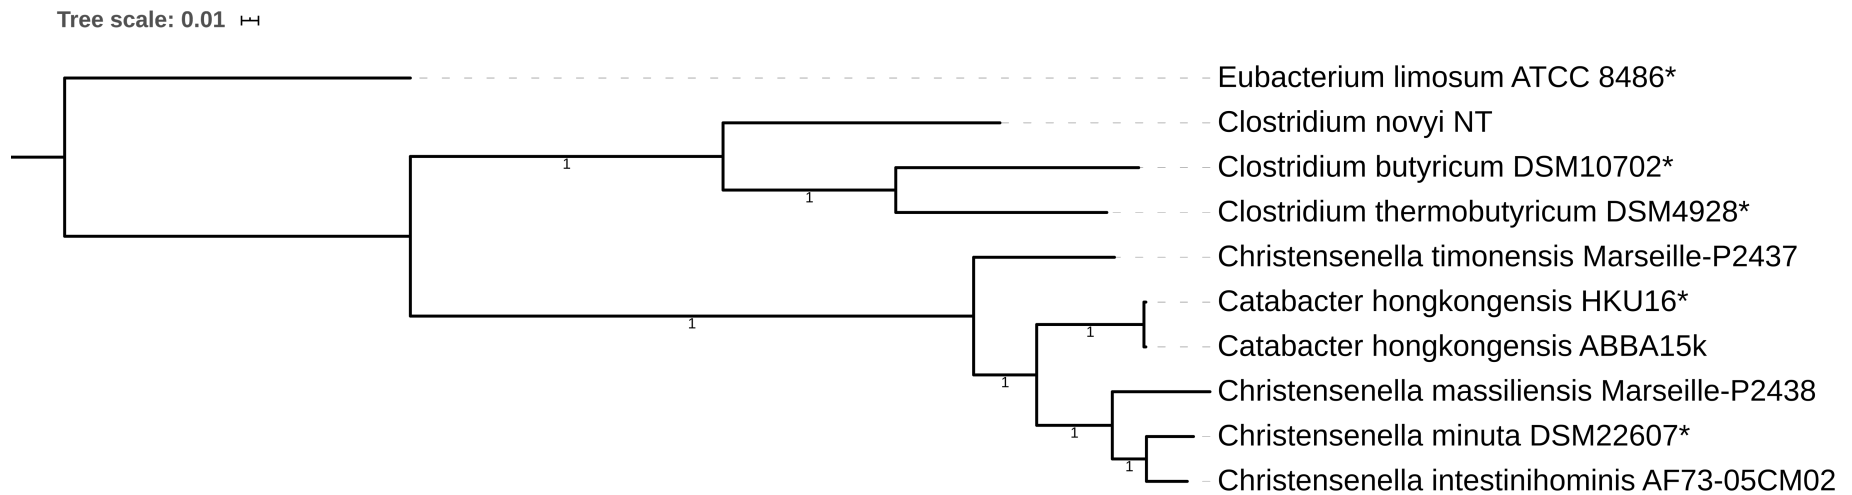 Tree scale: 0.01
Eubacterium limosum ATCC 8486*
Clostridium novyi NT
1
Clostridium butyricum DSM10702*
1
Clostridium thermobutyricum DSM4928*
Christensenella timonensis Marseille-P2437
Catabacter hongkongensis HKU16*
1
1
Catabacter hongkongensis ABBA15k
1
Christensenella massiliensis Marseille-P2438
1
Christensenella minuta DSM22607*
1
Christensenella intestinihominis AF73-05CM02